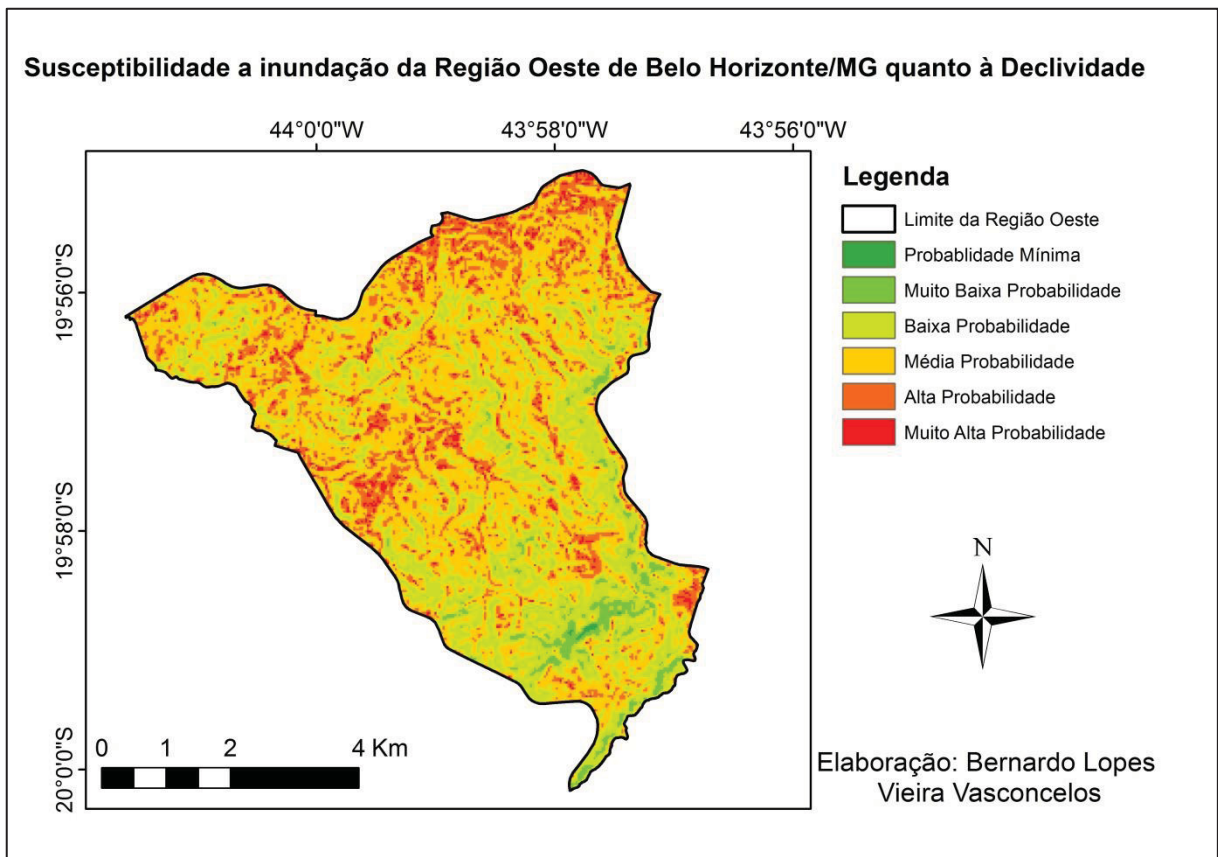 Susceptibilidade a inundação da Região Oeste de Belo Horizonte/MG quanto à Declividade
44°0'0"W
43°58'0"W
43°56'0"W
19°56'0"S
19°58'0"S
20°0'0"S
Legenda
Limite da Região Oeste
Probablidade Mínima
Muito Baixa Probabilidade
Baixa Probabilidade
Média Probabilidade
Alta Probabilidade
Muito Alta Probabilidade
N
0 1 2 4 Km
Elaboração: Bernardo Lopes
Vieira Vasconcelos